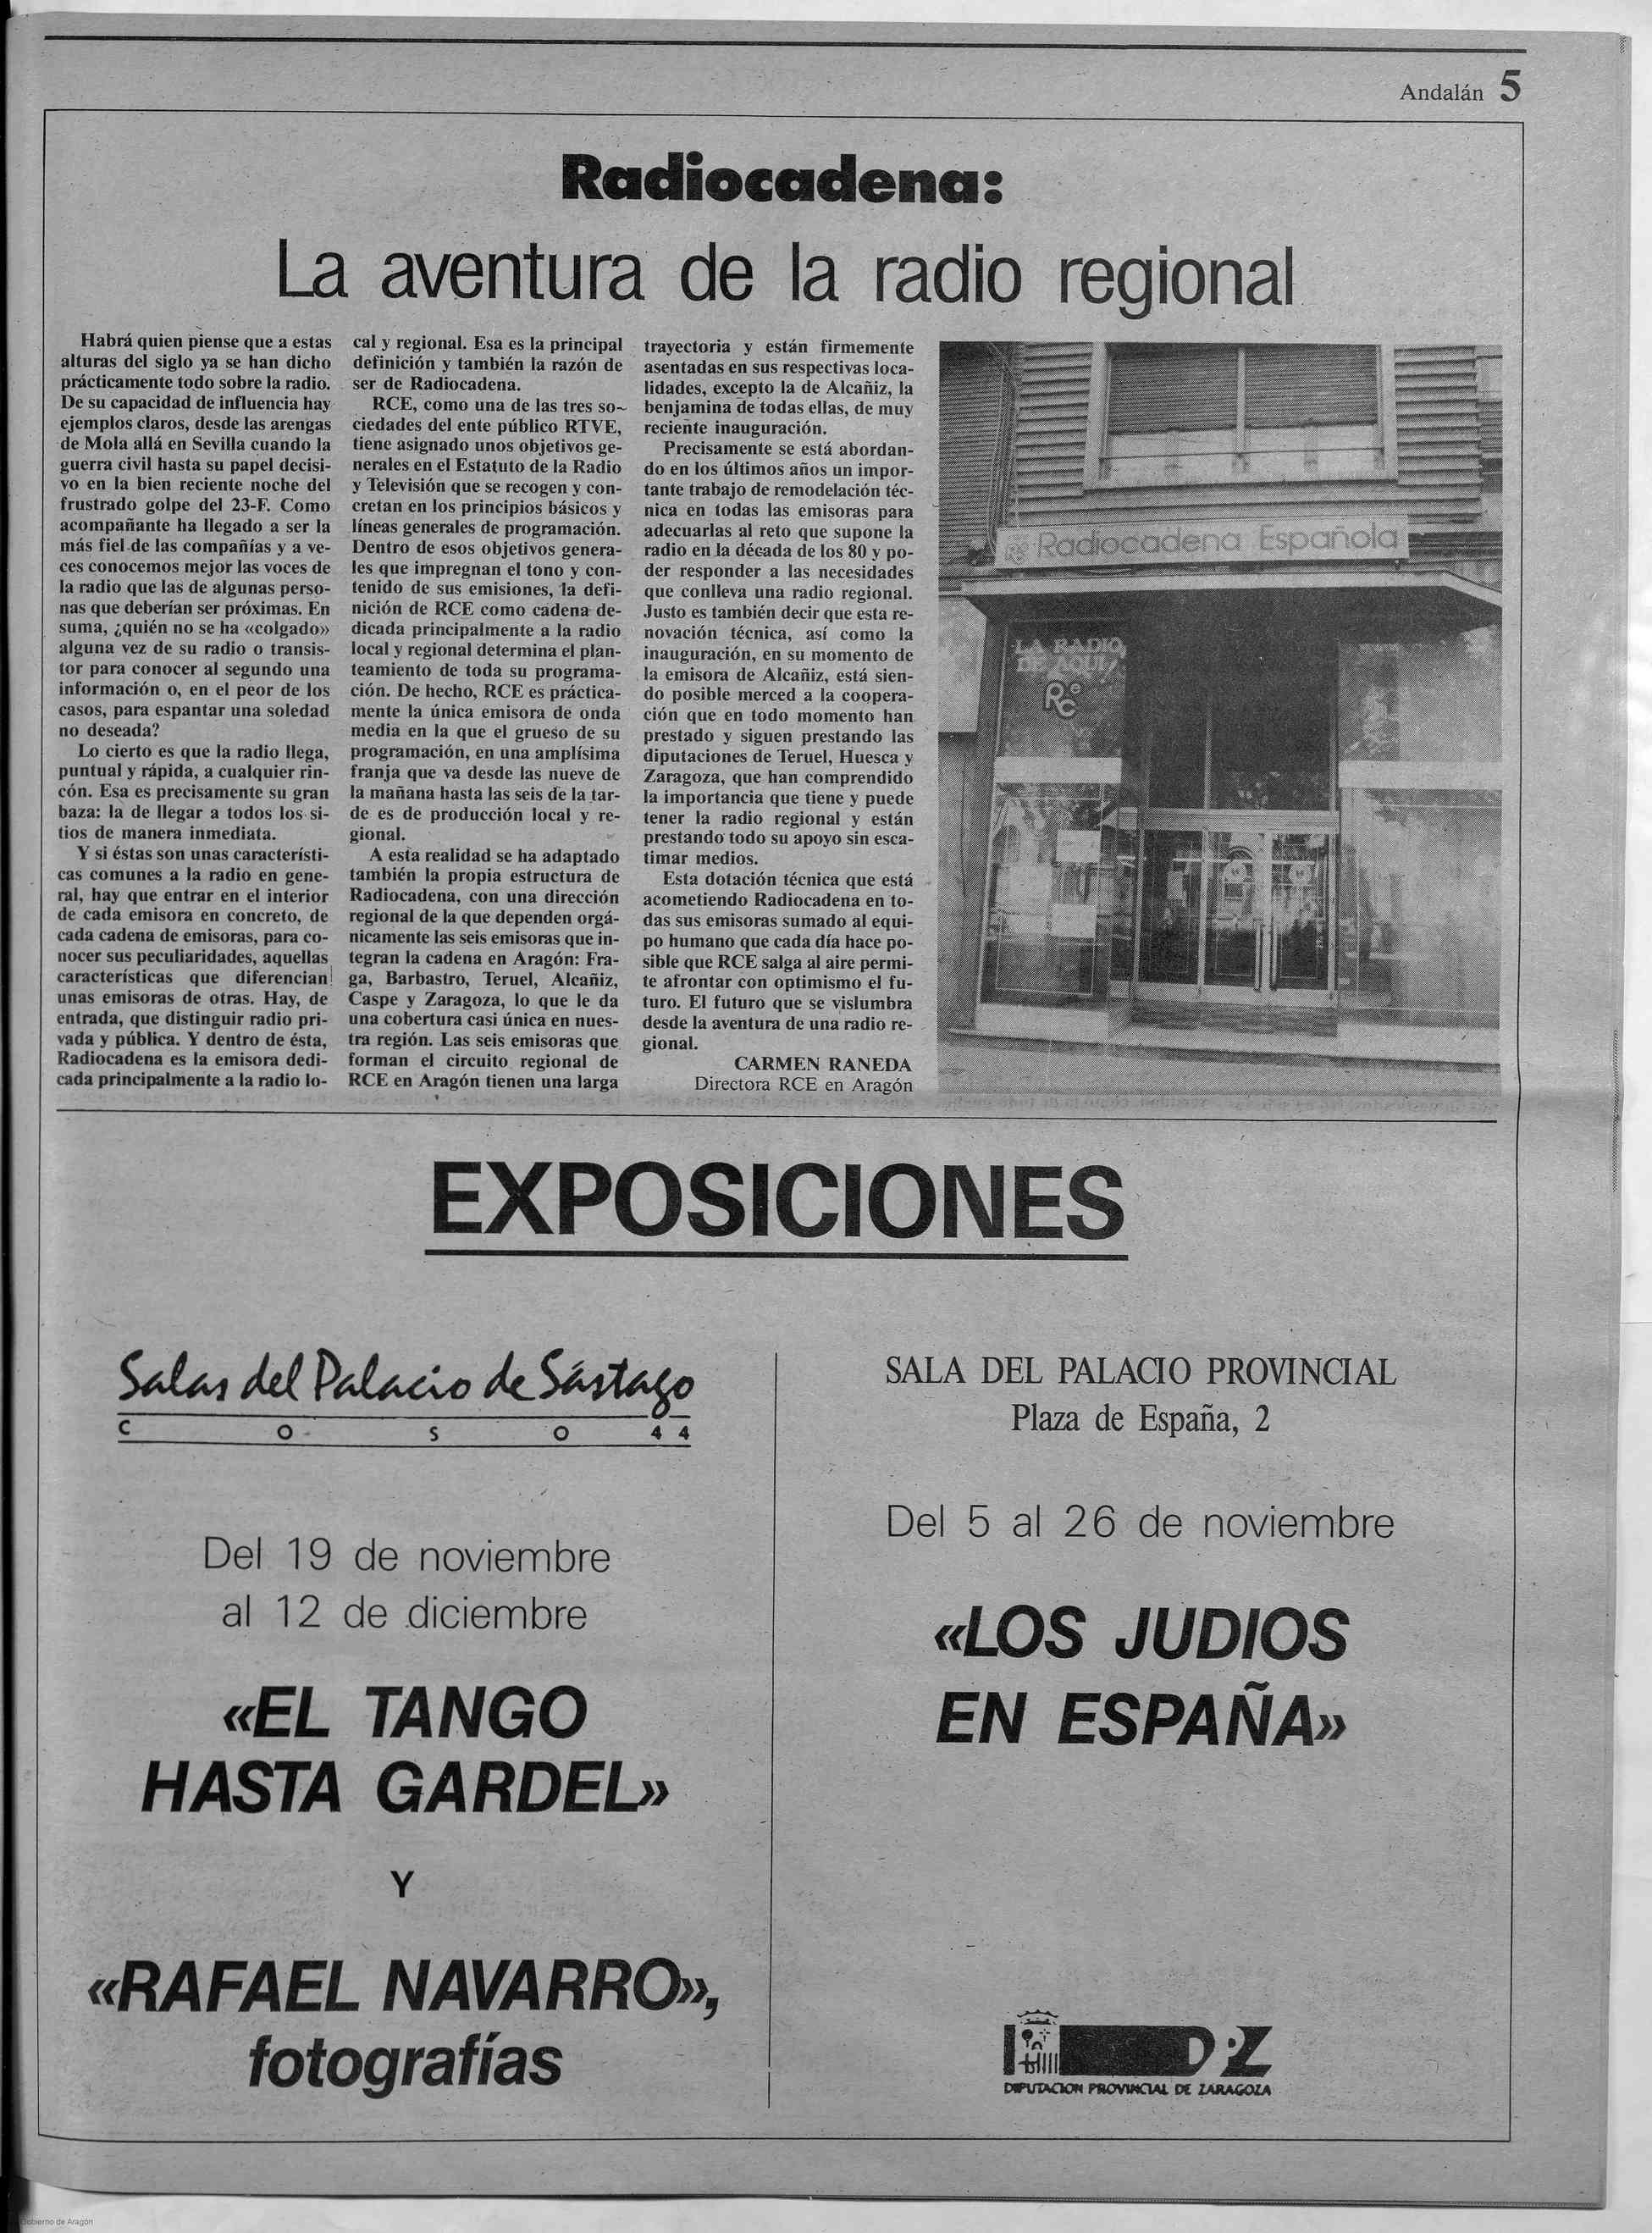 Andalán 5
Radiocadena:
La aventura de la radio regional
Habrá quien piense que a estas
alturas del siglo ya se han dicho
prácticamente todo sobre la radio.
De su capacidad de influencia hay
ejemplos claros, desde las arengas
de Mola allá en Sevilla cuando la
guerra civil hasta su papel decisi-
vo en la bien reciente noche del
frustrado golpe del 23-F. Como
acompañante ha llegado a ser la
más fiel de las compañías y a ve-
ces conocemos mejor las voces de
la radio que las de algunas perso-
nas que deberían ser próximas. En
suma, ¿quién no se ha «colgado»
alguna vez de su radio o transis-
tor para conocer al segundo una
información o, en el peor de los
casos, para espantar una soledad
no deseada?
Lo cierto es que la radio llega,
puntual y rápida, a cualquier rin-
cón. Esa es precisamente su gran
baza: la de llegar a todos los si-
tios de manera inmediata.
Y si éstas son unas característi-
cas comunes a la radio en gene-
ral, hay que entrar en el interior
de cada emisora en concreto, de
cada cadena de emisoras, para co-
nocer sus peculiaridades, aquellas
características que diferencian
unas emisoras de otras. Hay, de
entrada, que distinguir radio pri-
vada y pública. Y dentro de ésta,
Radiocadena es la emisora dedi-
cada principalmente a la radio lo-
cal y regional. Esa es la principal
definición y también la razón de
ser de Radiocadena.
RCE, como una de las tres so-
ciedades del ente público RTVE,
tiene asignado unos objetivos ge-
nerales en el Estatuto de la Radio
y Televisión que se recogen y con-
cretan en los principios básicos y
líneas generales de programación.
Dentro de esos objetivos genera-
les que impregnan el tono y con-
tenido de sus emisiones, la defi-
nición de RCE como cadena de-
dicada principalmente a la radio
local y regional determina el plan-
teamiento de toda su programa-
ción. De hecho, RCE es práctica-
mente la única emisora de onda
media en la que el grueso de su
programación, en una amplísima
franja que va desde las nueve de
la mañana hasta las seis de la tar-
de es de producción local y re-
gional.
A esta realidad se ha adaptado
también la propia estructura de
Radiocadena, con una dirección
regional de la que dependen orgá-
nicamente las seis emisoras que in-
tegran la cadena en Aragón: Fra-
ga, Barbastro, Teruel, Alcañiz,
Caspe y Zaragoza, lo que le da
una cobertura casi única en nues-
tra región. Las seis emisoras que
forman el circuito regional de
RCE en Aragón tienen una larga
trayectoria y están firmemente
asentadas en sus respectivas loca-
lidades, excepto la de Alcañiz, la
benjamina de todas ellas, de muy
reciente inauguración.
Precisamente se está abordan-
do en los últimos años un impor-
tante trabajo de remodelación téc-
nica en todas las emisoras para
adecuarlas al reto que supone la
radio en la década de los 80 y po-
der responder a las necesidades
que conlleva una radio regional.
Justo es también decir que esta re-
novación técnica, así como la
inauguración, en su momento de
la emisora de Alcañiz, está sien-
do posible merced a la coopera-
ción que en todo momento han
prestado y siguen prestando las
diputaciones de Teruel, Huesca y
Zaragoza, que han comprendido
la importancia que tiene y puede
tener la radio regional y están
prestando todo su apoyo sin esca-
timar medios.
Esta dotación técnica que está
acometiendo Radiocadena en to-
das sus emisoras sumado al equi-
po humano que cada día hace po-
sible que RCE salga al aire permi-
te afrontar con optimismo el fu-
turo. El futuro que se vislumbra
desde la aventura de una radio re-
gional.
CARMEN RANEDA
Directora RCE en Aragón
Radiocadena Española
LA RADIO
DE AQUI
RCe
EXPOSICIONES
Salas del Palacio de Sástago
COSO 44
Del 19 de noviembre
al 12 de diciembre
«EL TANGO
HASTA GARDEL»
Y
«RAFAEL NAVARRO»,
fotografías
SALA DEL PALACIO PROVINCIAL
Plaza de España, 2
Del 5 al 26 de noviembre
«LOS JUDIOS
EN ESPAÑA»
DPZ
DIPUTACION PROVINCIAL DE ZARAGOZA
Gobierno de Aragón